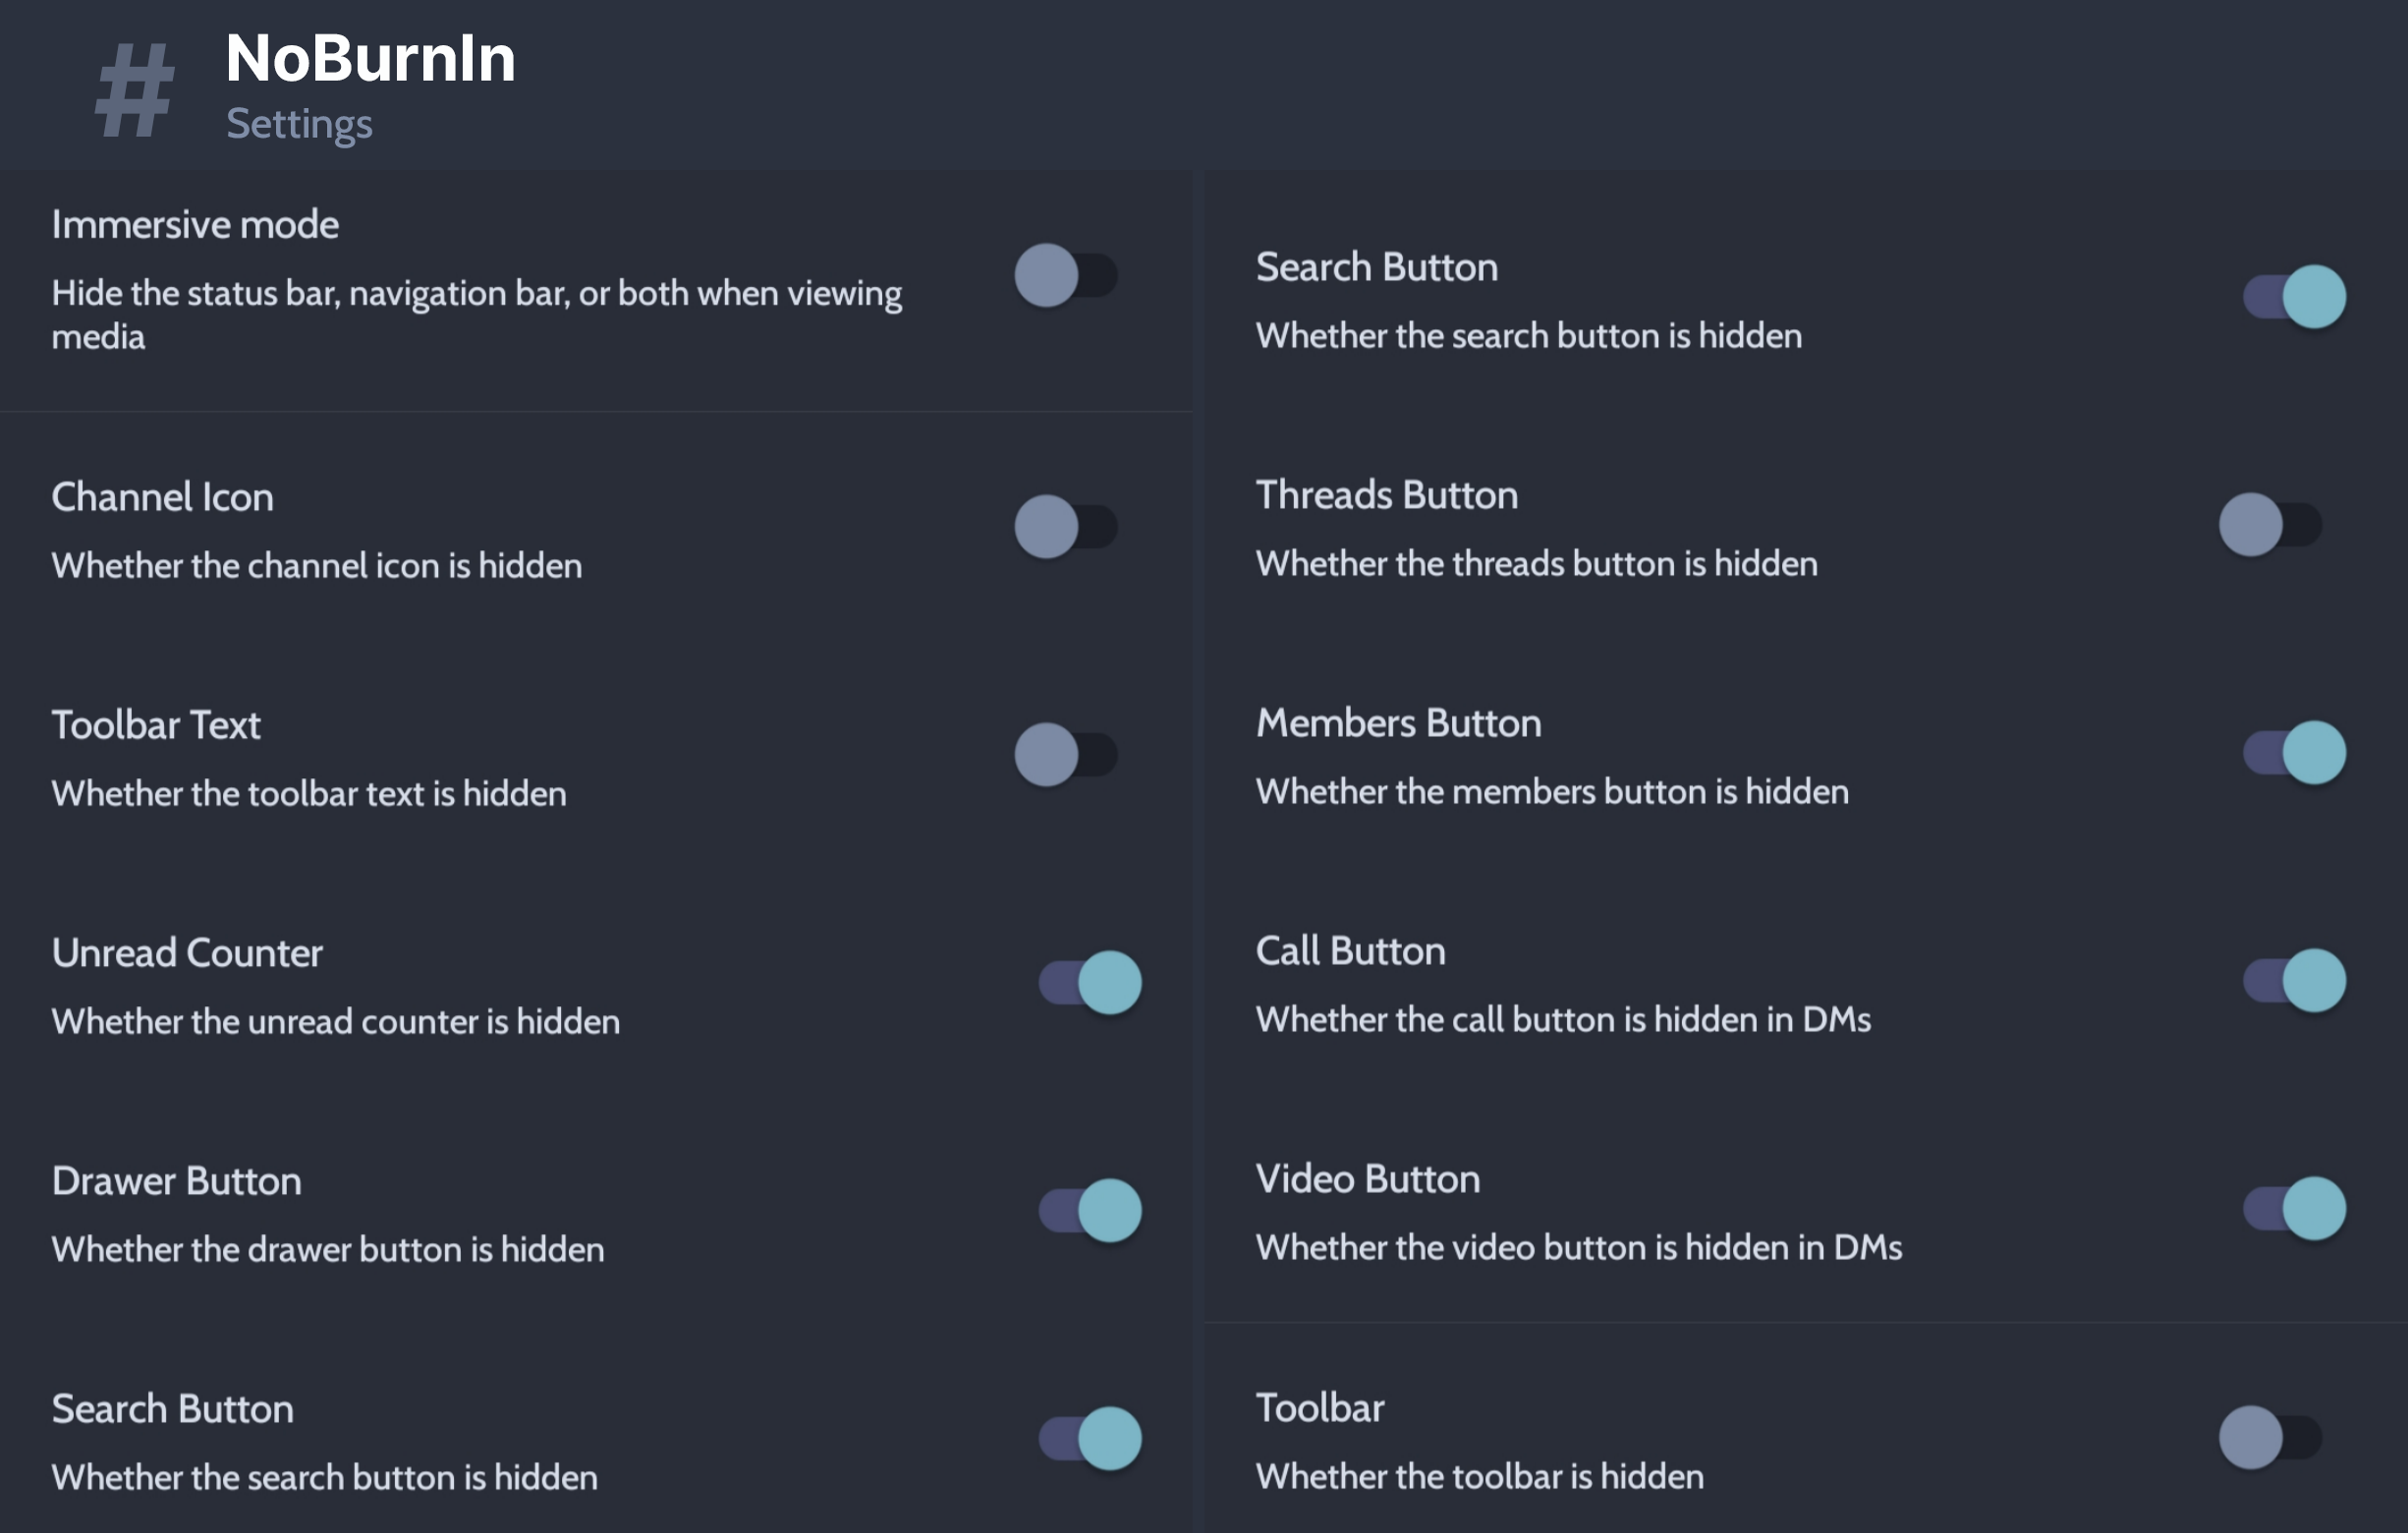 #
NoBurnIn
Settings
Immersive mode
Hide the status bar, navigation bar, or both when viewing
media
Channel Icon
Whether the channel icon is hidden
Toolbar Text
Whether the toolbar text is hidden
Unread Counter
Whether the unread counter is hidden
Drawer Button
Whether the drawer button is hidden
Search Button
Whether the search button is hidden
Search Button
Whether the search button is hidden
Threads Button
Whether the threads button is hidden
Members Button
Whether the members button is hidden
Call Button
Whether the call button is hidden in DMs
Video Button
Whether the video button is hidden in DMs
Toolbar
Whether the toolbar is hidden